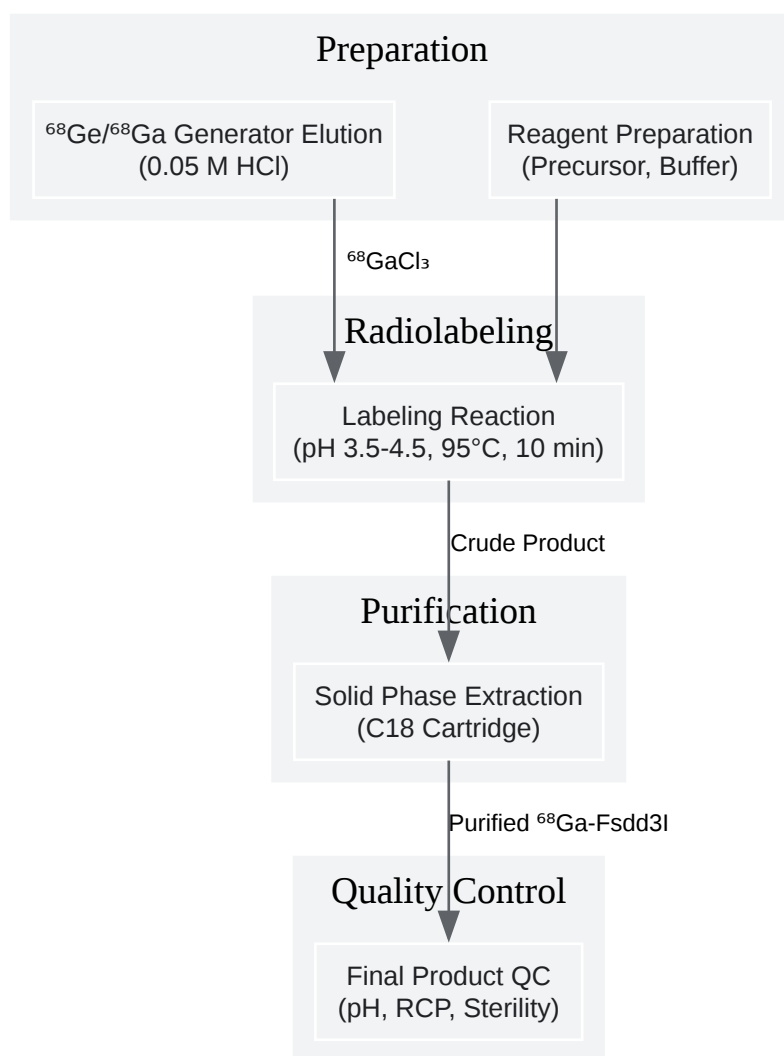 Preparation
⁶⁸Ge/⁶⁸Ga Generator Elution
(0.05 M HCl)
Reagent Preparation
(Precursor, Buffer)
⁶⁸GaCl₃
Radiolabeling
Labeling Reaction
(pH 3.5-4.5, 95°C, 10 min)
Crude Product
Purification
Solid Phase Extraction
(C18 Cartridge)
Purified ⁶⁸Ga-Fsdd3I
Quality Control
Final Product QC
(pH, RCP, Sterility)